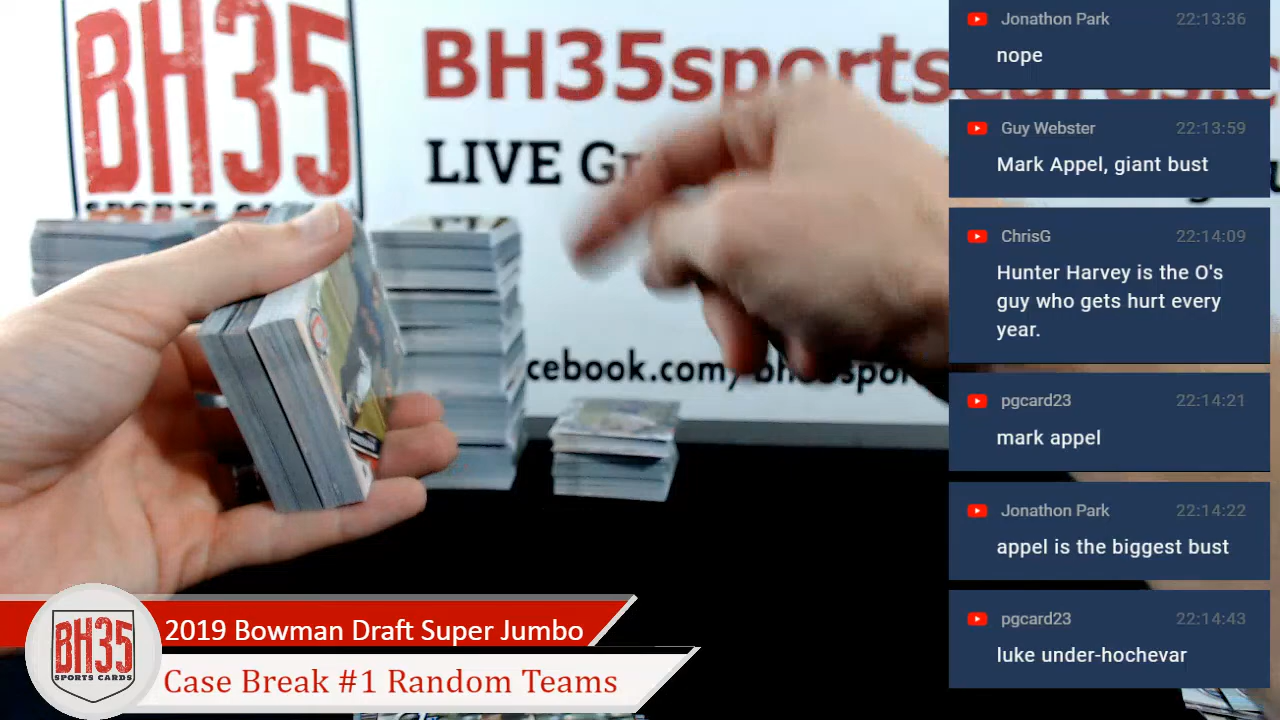 BH35
SPORTS CARDS
BH35sports
LIVE
cebook.com/bh35spor
Jonathon Park 22:13:36
nope
Guy Webster 22:13:59
Mark Appel, giant bust
ChrisG 22:14:09
Hunter Harvey is the O's
guy who gets hurt every
year.
pgcard23 22:14:21
mark appel
Jonathon Park 22:14:22
appel is the biggest bust
pgcard23 22:14:43
luke under-hochevar
BH35
SPORTS CARDS
2019 Bowman Draft Super Jumbo
Case Break #1 Random Teams